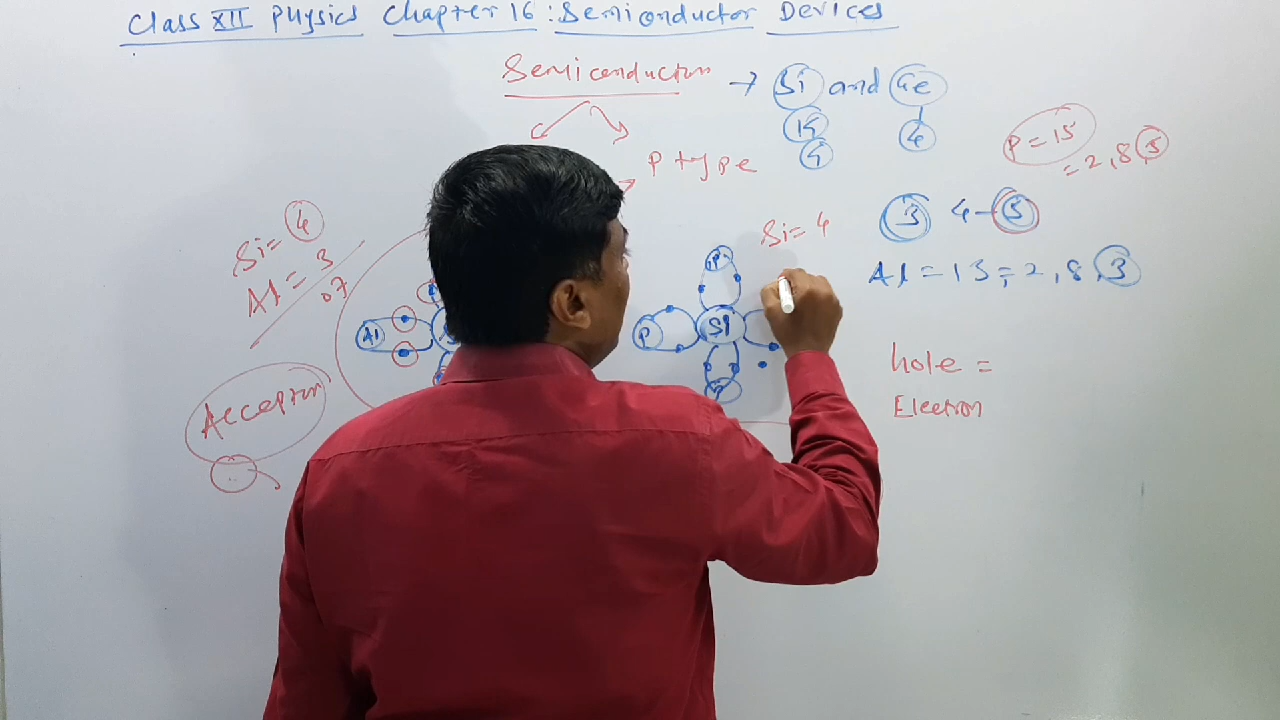 Class XII Physics Chapter 16: Semiconductor Devices
Semiconductor → Si and Ge
14 4
4
P type
P = 15
= 2,8,5
Si = 4
Al = 3
07
Si = 4
3 4-5
Al = 13 = 2,8,3
P
Al
P Si
P
hole =
Electron
Acceptor